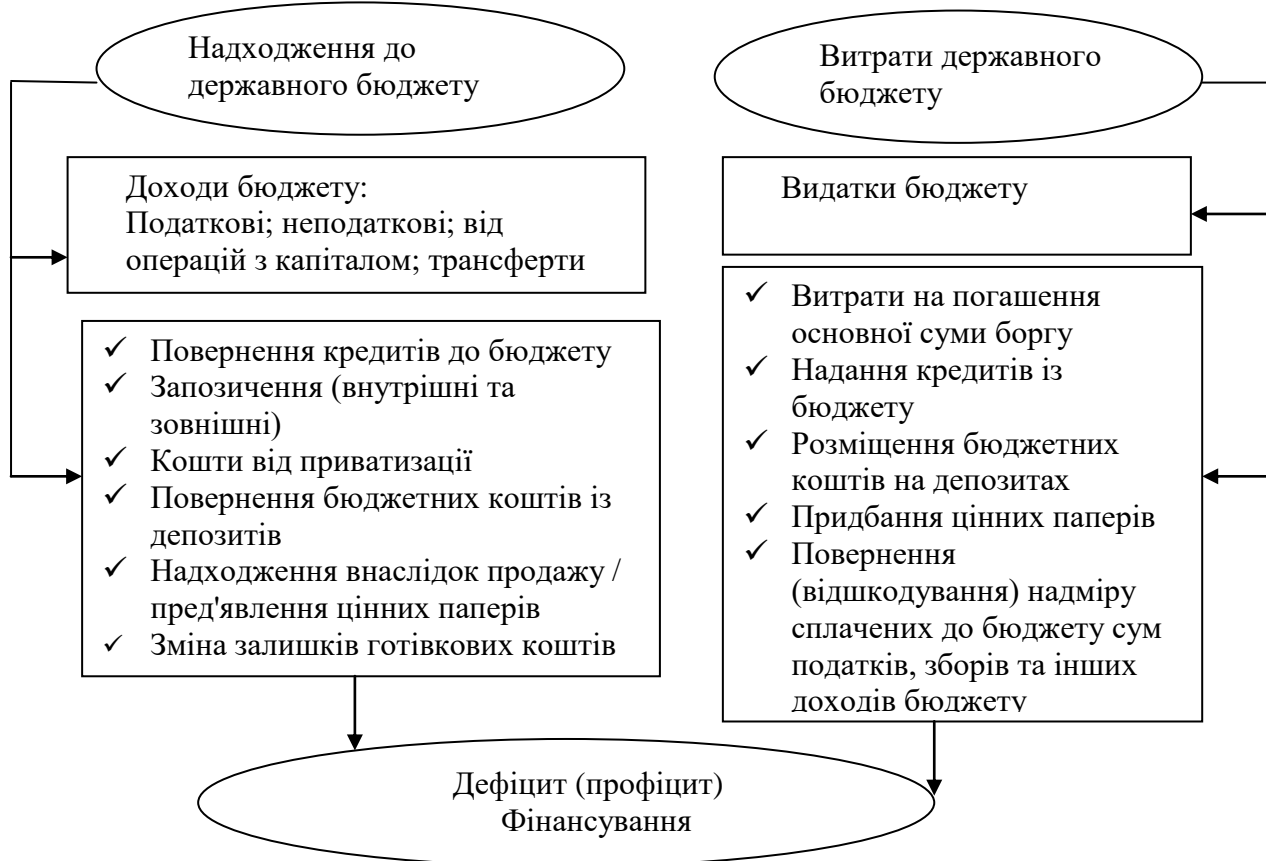 Надходження до
державного бюджету
Витрати державного
бюджету
Доходи бюджету:
Податкові; неподаткові; від
операцій з капіталом; трансферти
Видатки бюджету
✓ Повернення кредитів до бюджету
✓ Запозичення (внутрішні та
зовнішні)
✓ Кошти від приватизації
✓ Повернення бюджетних коштів із
депозитів
✓ Надходження внаслідок продажу /
пред'явлення цінних паперів
✓ Зміна залишків готівкових коштів
✓ Витрати на погашення
основної суми боргу
✓ Надання кредитів із
бюджету
✓ Розміщення бюджетних
коштів на депозитах
✓ Придбання цінних паперів
✓ Повернення
(відшкодування) надміру
сплачених до бюджету сум
податків, зборів та інших
доходів бюджету
Дефіцит (профіцит)
Фінансування